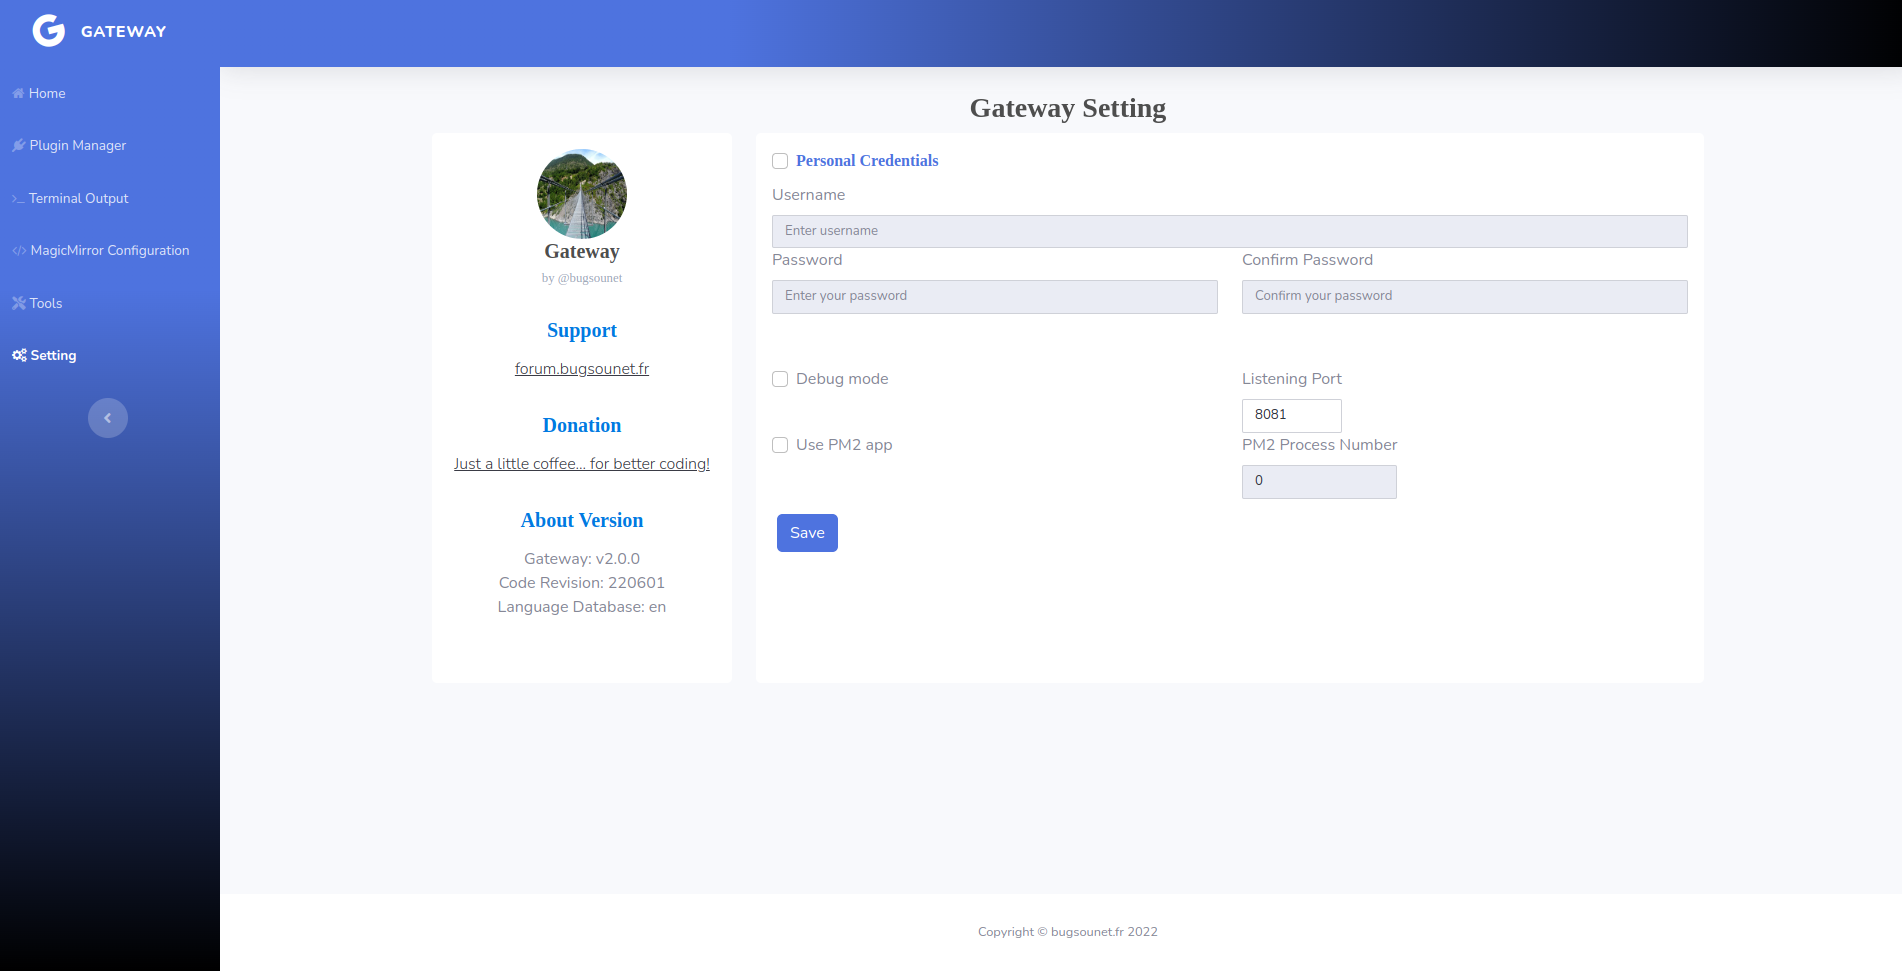 GATEWAY
Home
Plugin Manager
Terminal Output
MagicMirror Configuration
Tools
Setting
Gateway Setting
Gateway
by @bugsounet
Support
forum.bugsounet.fr
Donation
Just a little coffee... for better coding!
About Version
Gateway: v2.0.0
Code Revision: 220601
Language Database: en
Personal Credentials
Username
Enter username
Password
Confirm Password
Enter your password
Confirm your password
Debug mode
Listening Port
8081
Use PM2 app
PM2 Process Number
0
Save
Copyright © bugsounet.fr 2022